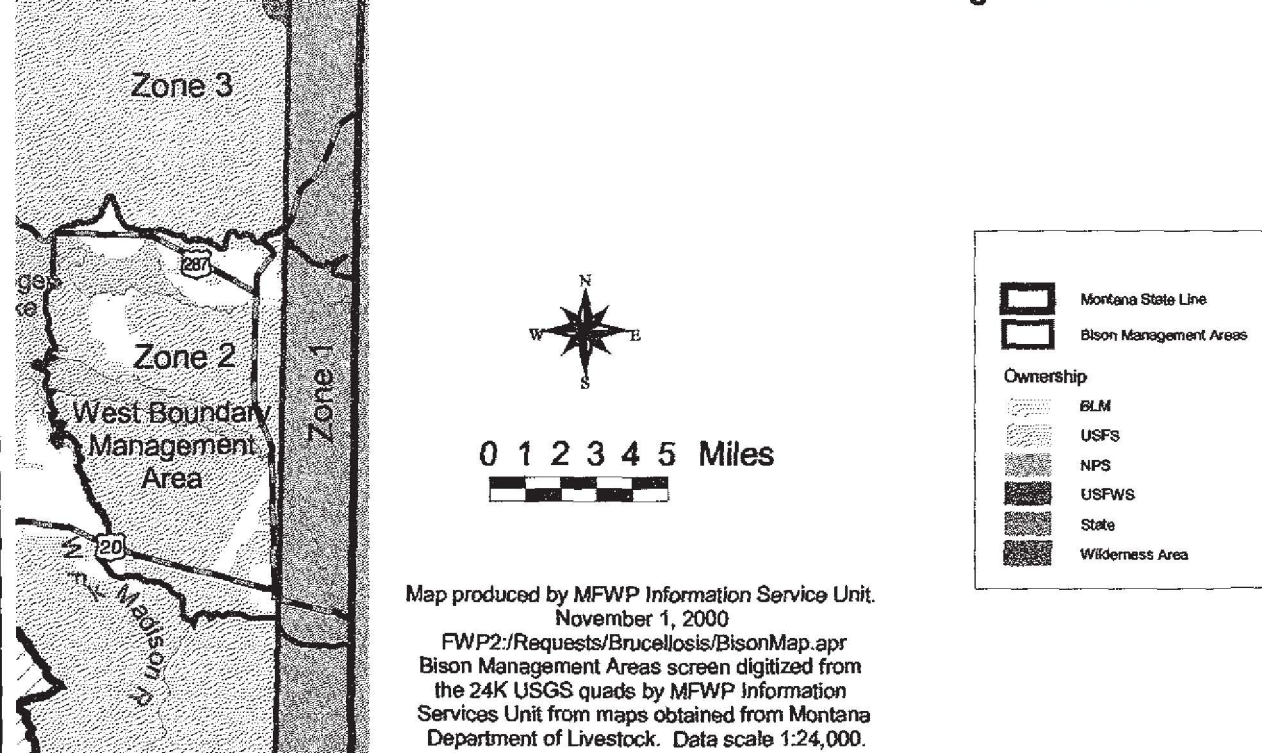 Zone 3
287
Zone 2
West Boundary
Management
Area
Zone 1
20
W Fk
Madison R
N
W E
S
0 1 2 3 4 5 Miles
Map produced by MFWP Information Service Unit.
November 1, 2000
FWP2:/Requests/Brucellosis/BisonMap.apr
Bison Management Areas screen digitized from
the 24K USGS quads by MFWP Information
Services Unit from maps obtained from Montana
Department of Livestock. Data scale 1:24,000.
Montana State Line
Bison Management Areas
Ownership
BLM
USFS
NPS
USFWS
State
Wilderness Area